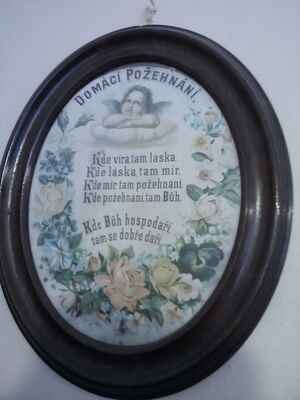 DOMÁCÍ POŽEHNÁNÍ.
Kde víra tam láska.
Kde láska, tam mír,
Kde mír tam požehnání.
Kde požehnání, tam Bůh.
Kde Bůh hospodaří,
tam se dobře daří.